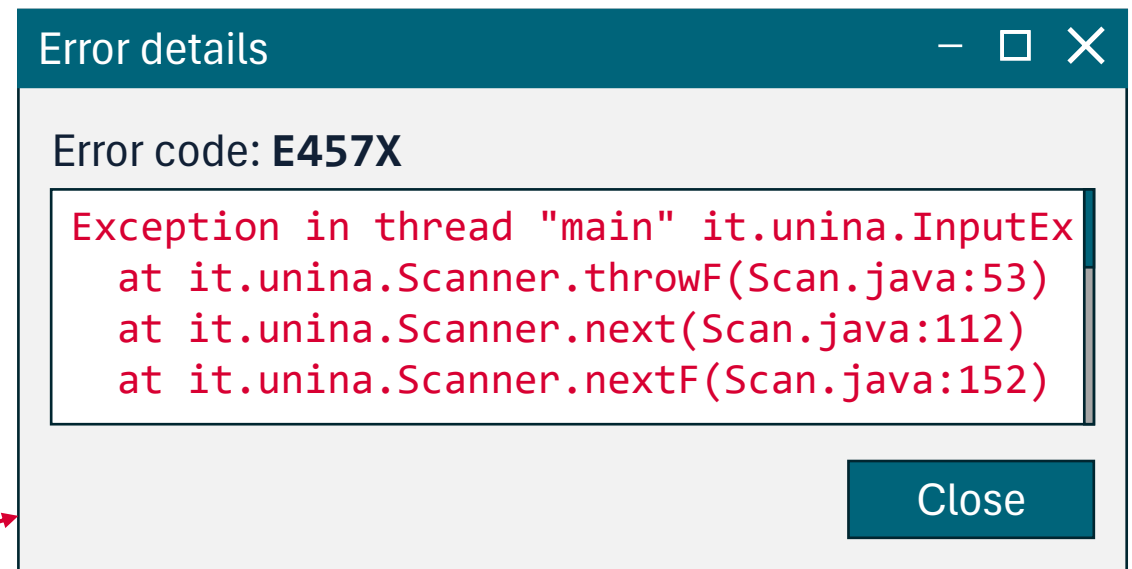 Error details
Error code: E457X
Exception in thread "main" it.unina.InputEx
at it.unina.Scanner.throwF(Scan.java:53)
at it.unina.Scanner.next(Scan.java:112)
at it.unina.Scanner.nextF(Scan.java:152)
Close